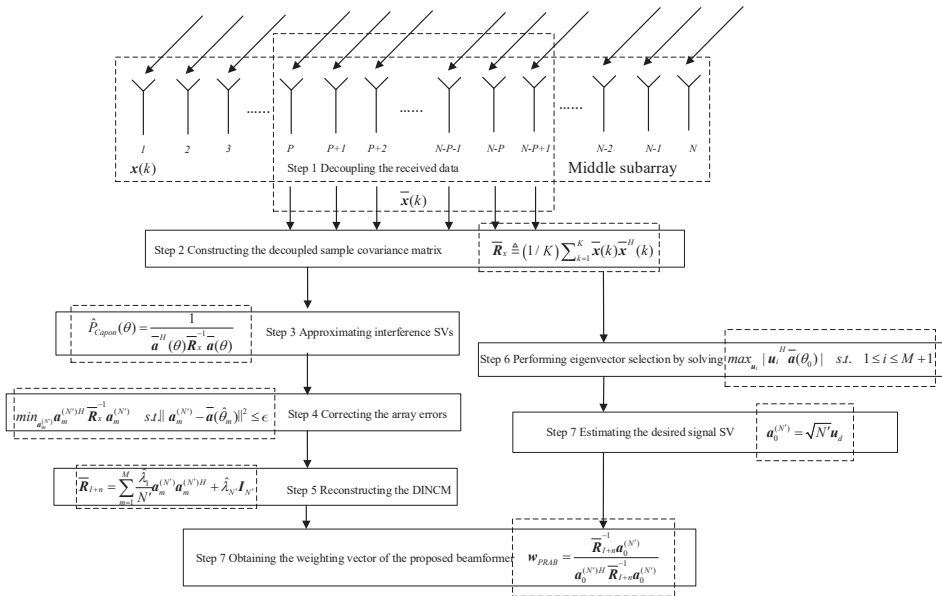 ...... ...... ......
1 2 3 P P+1 P+2 N-P-1 N-P N-P+1 N-2 N-1 N
x(k) Step 1 Decoupling the received data Middle subarray
x̅(k)
Step 2 Constructing the decoupled sample covariance matrix R̅_x ≜ (1/K) ∑_{k=1}^{K} x̅(k) x̅^H(k)
P̂_{Capon}(θ) = 1 / (a̅^H(θ) R̅_x^{-1} a̅(θ)) Step 3 Approximating interference SVs
Step 6 Performing eigenvector selection by solving max_{u_i} | u_i^H a̅(θ_0) | s.t. 1 ≤ i ≤ M+1
min_{a_m^{(N')}} a_m^{(N')H} R̅_x^{-1} a_m^{(N')} s.t. || a_m^{(N')} − a̅(θ̂_m) ||² ≤ ϵ Step 4 Correcting the array errors
Step 7 Estimating the desired signal SV a_0^{(N')} = √N' u_d
R̅_{I+n} = ∑_{m=1}^{M} (λ̂_1 / N') a_m^{(N')} a_m^{(N')H} + λ̂_{N'} I_{N'} Step 5 Reconstructing the DINCM
Step 7 Obtaining the weighting vector of the proposed beamformer w_{PRAB} = R̅_{I+n}^{-1} a_0^{(N')} / (a_0^{(N')H} R̅_{I+n}^{-1} a_0^{(N')})